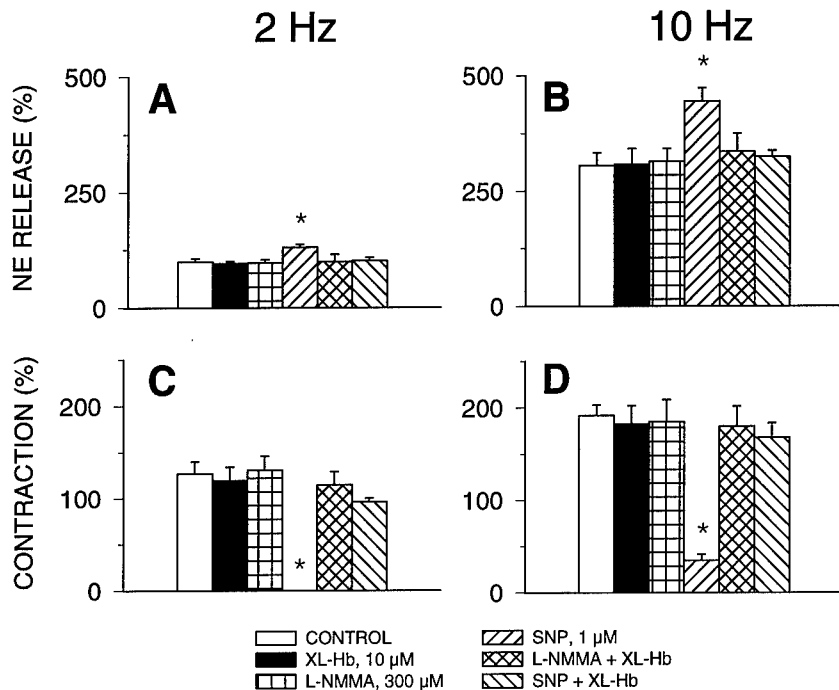 2 Hz
10 Hz
NE RELEASE (%)
500
250
0
A
*
500
250
0
B
*
CONTRACTION (%)
200
100
0
C
*
200
100
0
D
*
CONTROL
XL-Hb, 10 µM
L-NMMA, 300 µM
SNP, 1 µM
L-NMMA + XL-Hb
SNP + XL-Hb